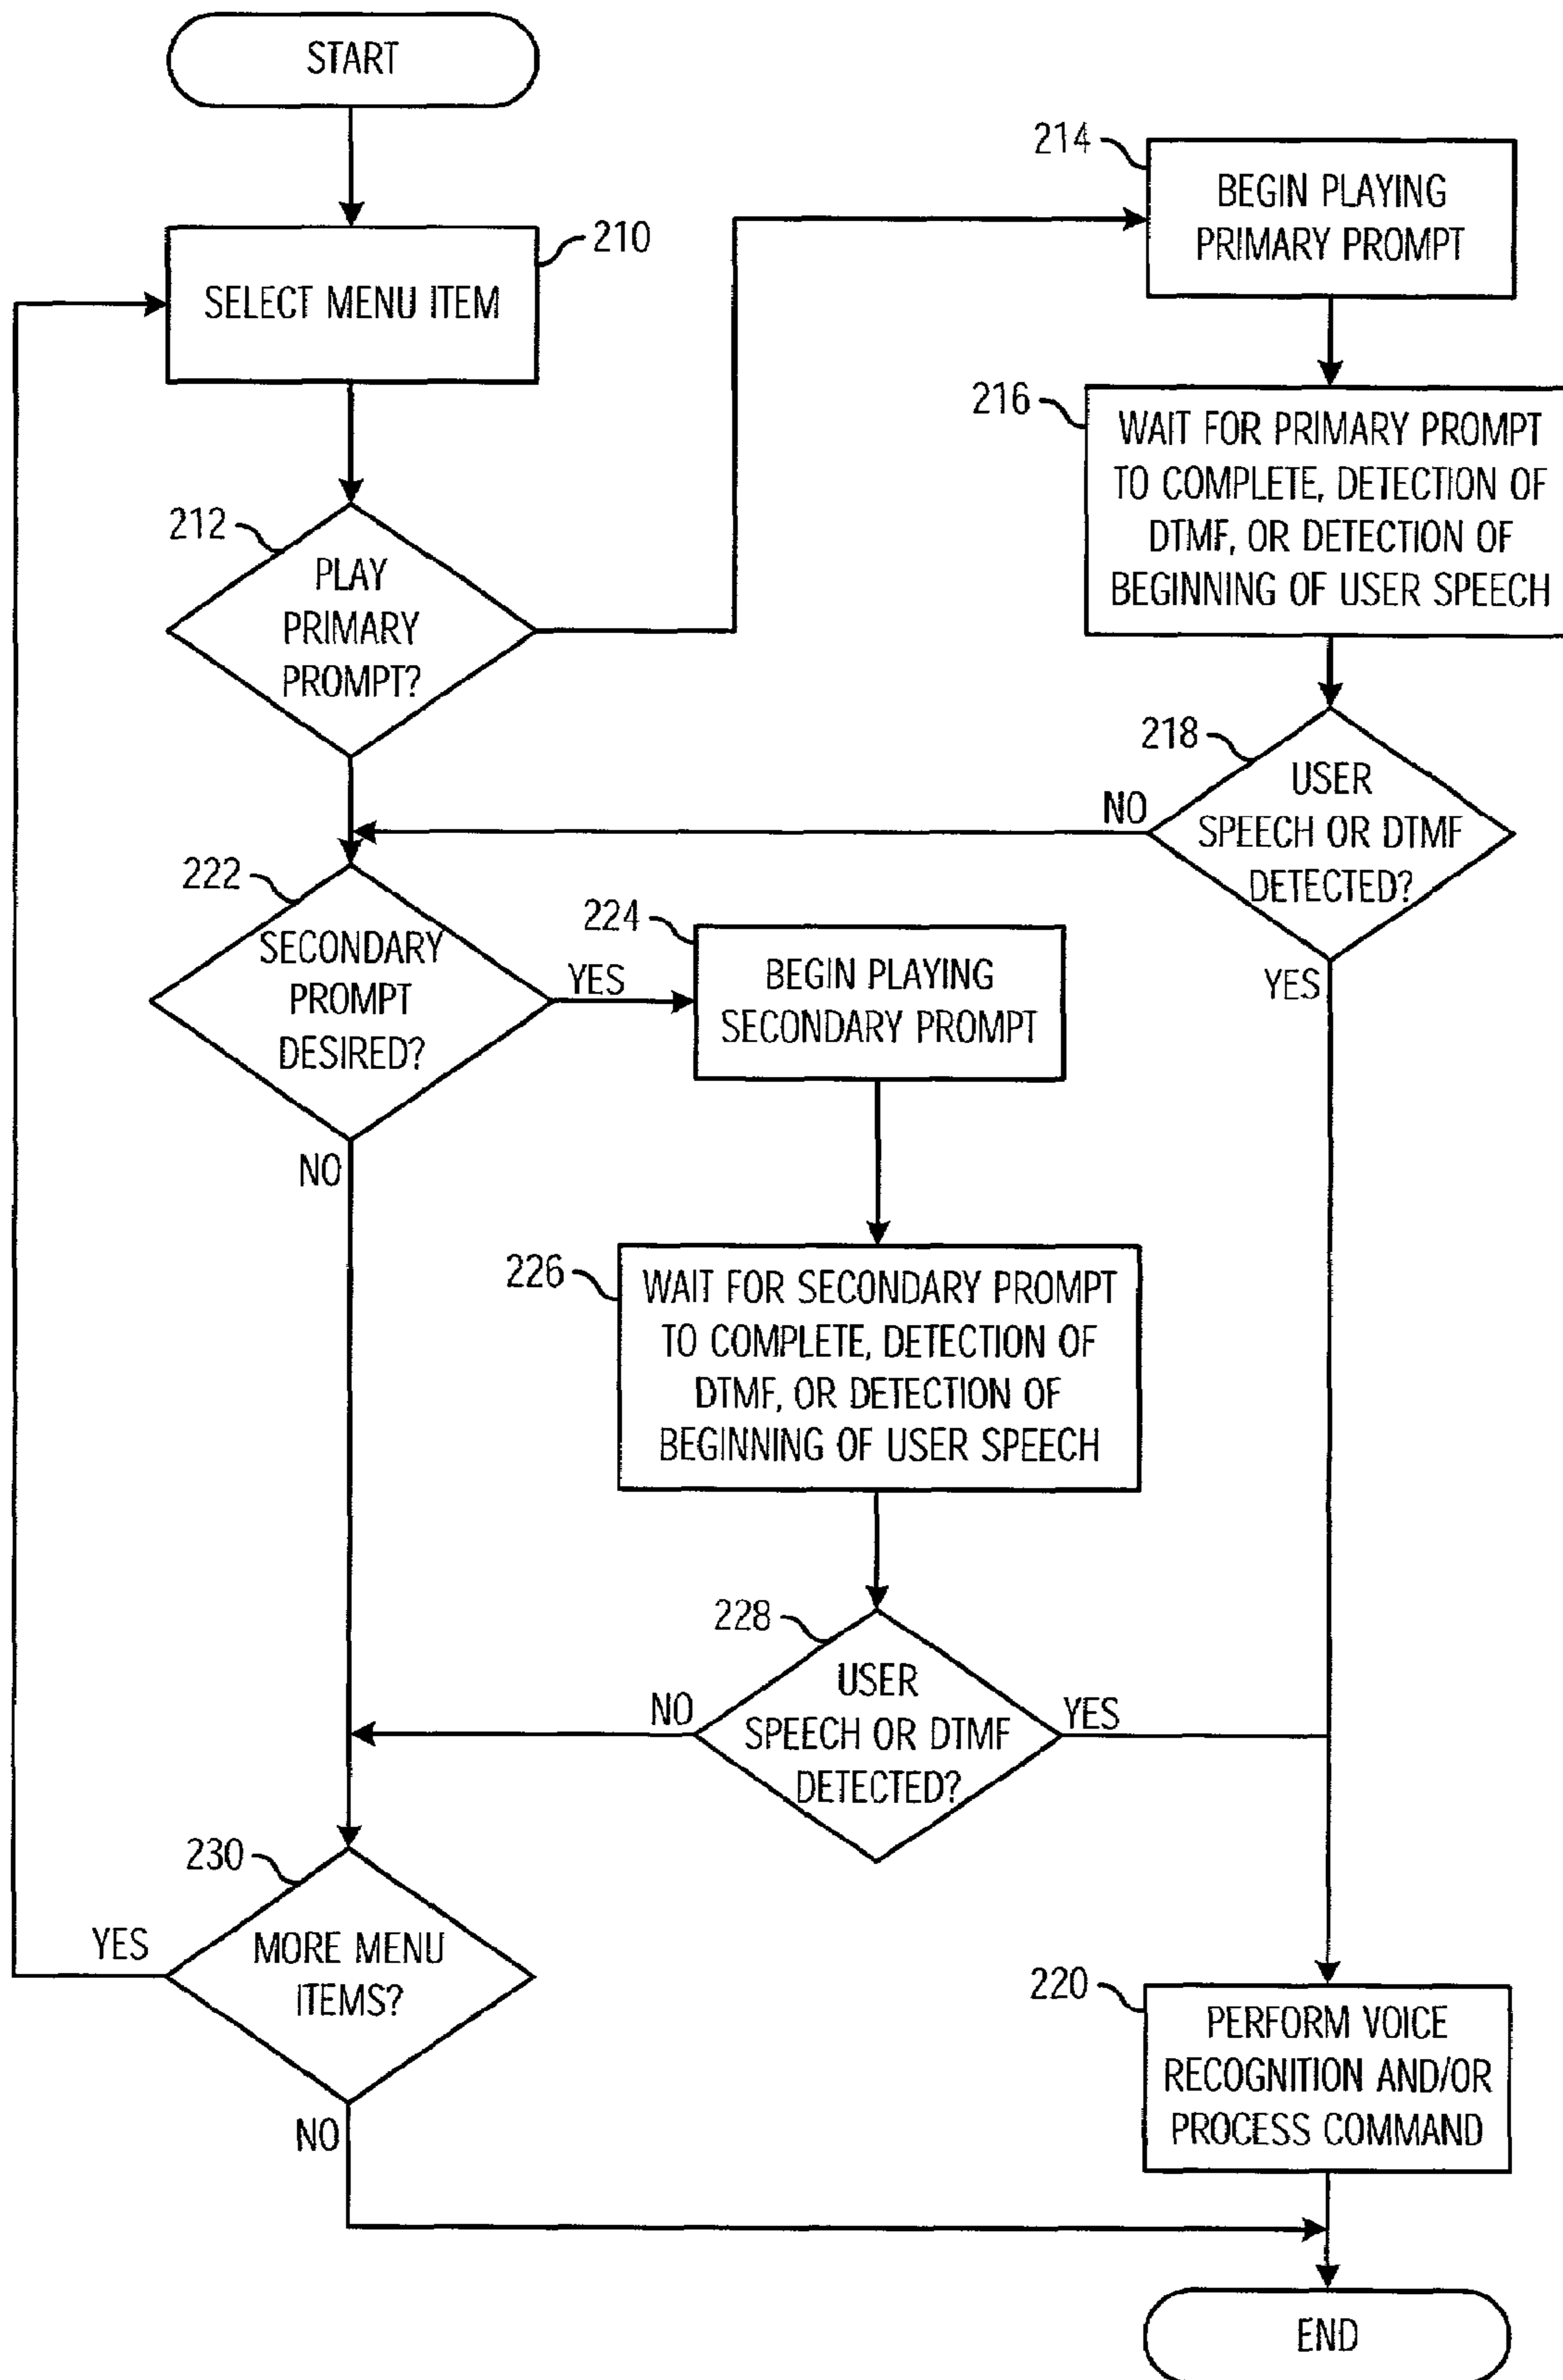 START
210
SELECT MENU ITEM
212
PLAY
PRIMARY
PROMPT?
214
BEGIN PLAYING
PRIMARY PROMPT
216
WAIT FOR PRIMARY PROMPT
TO COMPLETE, DETECTION OF
DTMF, OR DETECTION OF
BEGINNING OF USER SPEECH
218
USER
SPEECH OR DTMF
DETECTED?
NO
YES
222
SECONDARY
PROMPT
DESIRED?
YES
NO
224
BEGIN PLAYING
SECONDARY PROMPT
226
WAIT FOR SECONDARY PROMPT
TO COMPLETE, DETECTION OF
DTMF, OR DETECTION OF
BEGINNING OF USER SPEECH
228
USER
SPEECH OR DTMF
DETECTED?
NO
YES
230
MORE MENU
ITEMS?
YES
NO
220
PERFORM VOICE
RECOGNITION AND/OR
PROCESS COMMAND
END